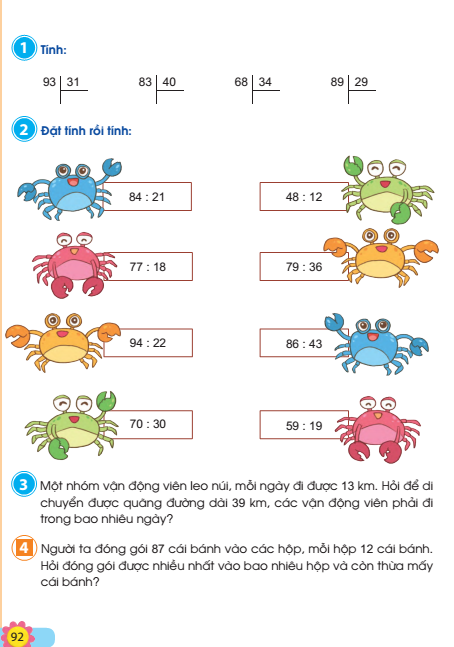 1 Tính:
93 31 83 40 68 34 89 29
2 Đặt tính rồi tính:
84 : 21 48 : 12
77 : 18 79 : 36
94 : 22 86 : 43
70 : 30 59 : 19
3 Một nhóm vận động viên leo núi, mỗi ngày đi được 13 km. Hỏi để di
chuyển được quãng đường dài 39 km, các vận động viên phải đi
trong bao nhiêu ngày?
4 Người ta đóng gói 87 cái bánh vào các hộp, mỗi hộp 12 cái bánh.
Hỏi đóng gói được nhiều nhất vào bao nhiêu hộp và còn thừa mấy
cái bánh?
92